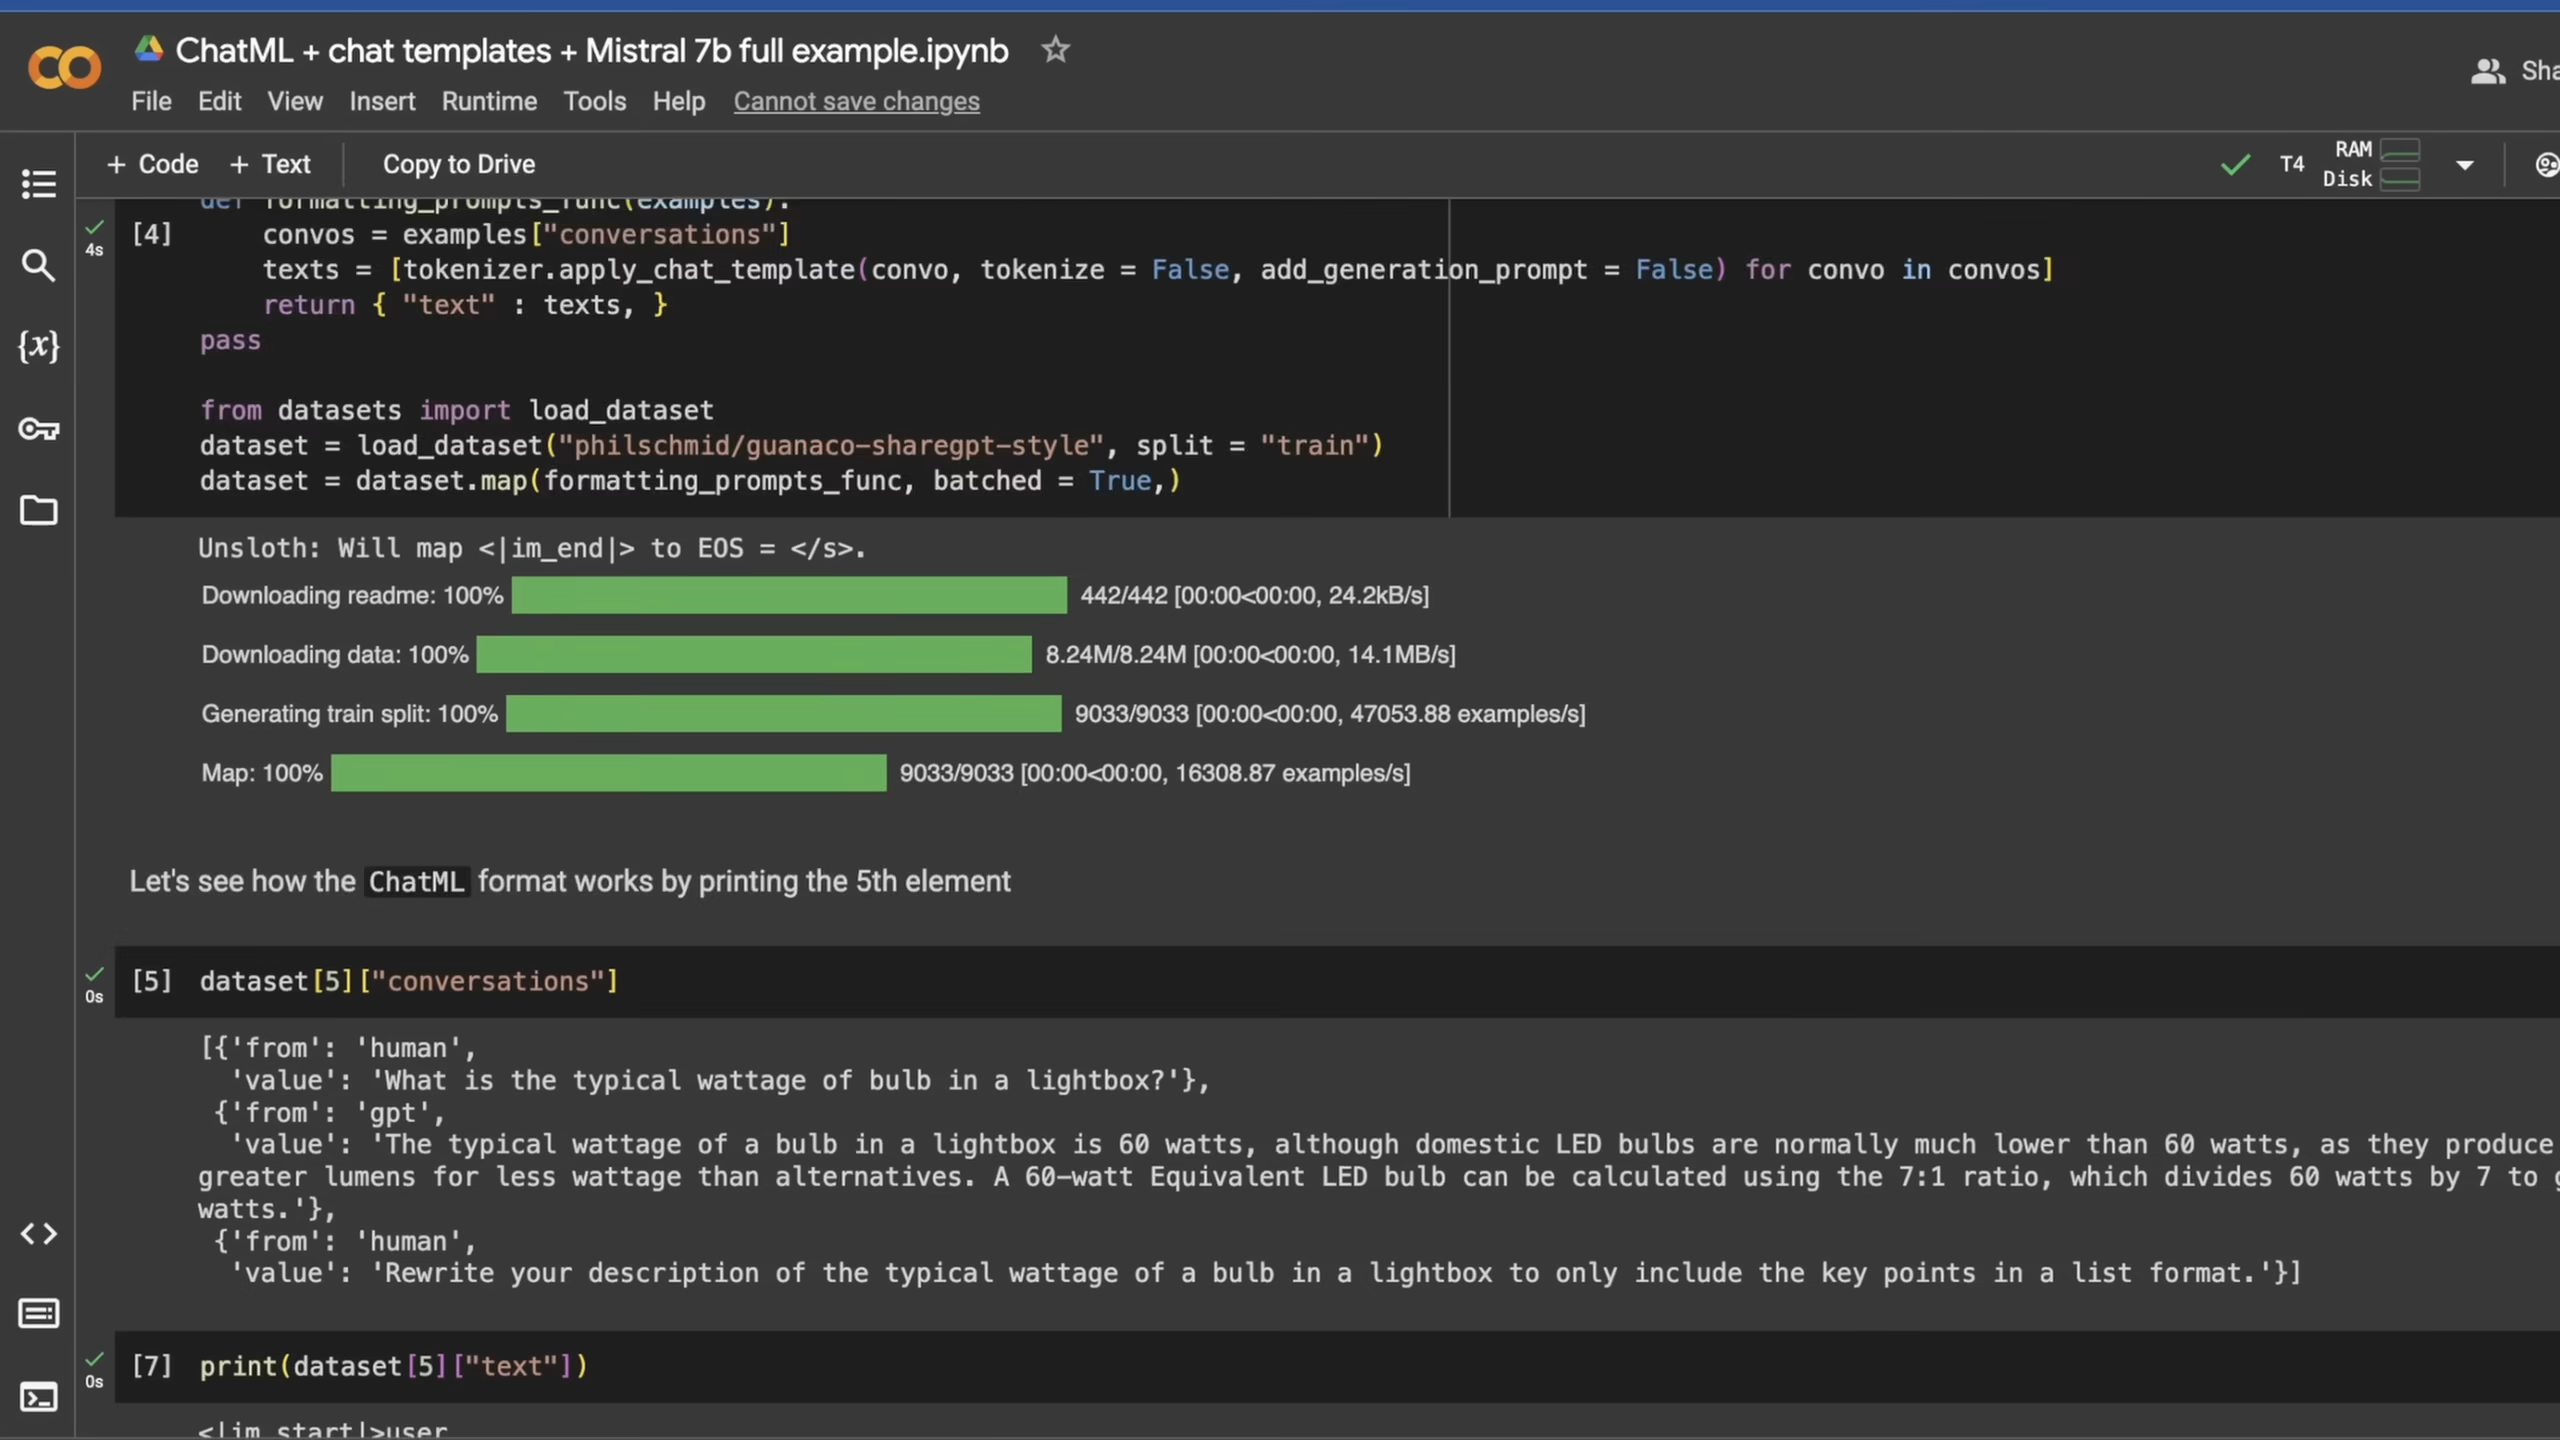 ChatML + chat templates + Mistral 7b full example.ipynb
File Edit View Insert Runtime Tools Help Cannot save changes
+ Code + Text Copy to Drive
T4 RAM Disk
def formatting_prompts_func(examples):
4s
[4] convos = examples["conversations"]
texts = [tokenizer.apply_chat_template(convo, tokenize = False, add_generation_prompt = False) for convo in convos]
return { "text" : texts, }
pass
from datasets import load_dataset
dataset = load_dataset("philschmid/guanaco-sharegpt-style", split = "train")
dataset = dataset.map(formatting_prompts_func, batched = True,)
Unsloth: Will map <|im_end|> to EOS = </s>.
Downloading readme: 100% 442/442 [00:00<00:00, 24.2kB/s]
Downloading data: 100% 8.24M/8.24M [00:00<00:00, 14.1MB/s]
Generating train split: 100% 9033/9033 [00:00<00:00, 47053.88 examples/s]
Map: 100% 9033/9033 [00:00<00:00, 16308.87 examples/s]
Let's see how the ChatML format works by printing the 5th element
[5] dataset[5]["conversations"]
0s
[{'from': 'human',
'value': 'What is the typical wattage of bulb in a lightbox?'},
{'from': 'gpt',
'value': 'The typical wattage of a bulb in a lightbox is 60 watts, although domestic LED bulbs are normally much lower than 60 watts, as they produce
greater lumens for less wattage than alternatives. A 60-watt Equivalent LED bulb can be calculated using the 7:1 ratio, which divides 60 watts by 7 to
watts.'},
{'from': 'human',
'value': 'Rewrite your description of the typical wattage of a bulb in a lightbox to only include the key points in a list format.'}]
[7] print(dataset[5]["text"])
0s
<|im_start|>user